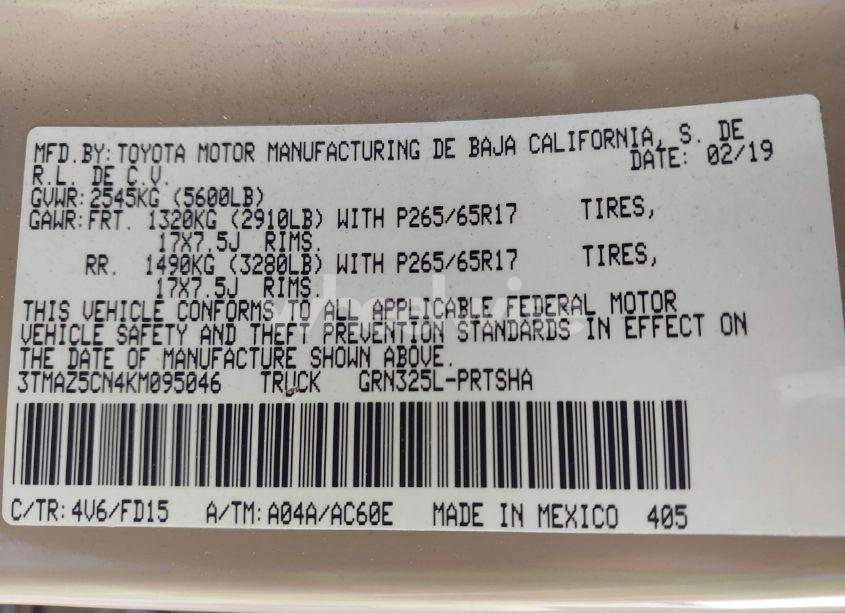 MFD.BY:TOYOTA MOTOR MANUFACTURING DE BAJA CALIFORNIA, S. DE
R.L. DE C.V. DATE: 02/19
GVWR:2545KG (5600LB)
GAWR:FRT. 1320KG (2910LB) WITH P265/65R17 TIRES,
17X7.5J RIMS.
RR. 1490KG (3280LB) WITH P265/65R17 TIRES,
17X7.5J RIMS.
THIS VEHICLE CONFORMS TO ALL APPLICABLE FEDERAL MOTOR
VEHICLE SAFETY AND THEFT PREVENTION STANDARDS IN EFFECT ON
THE DATE OF MANUFACTURE SHOWN ABOVE.
3TMAZ5CN4KM095046 TRUCK GRN325L-PRTSHA
C/TR:4V6/FD15 A/TM:A04A/AC60E MADE IN MEXICO 405